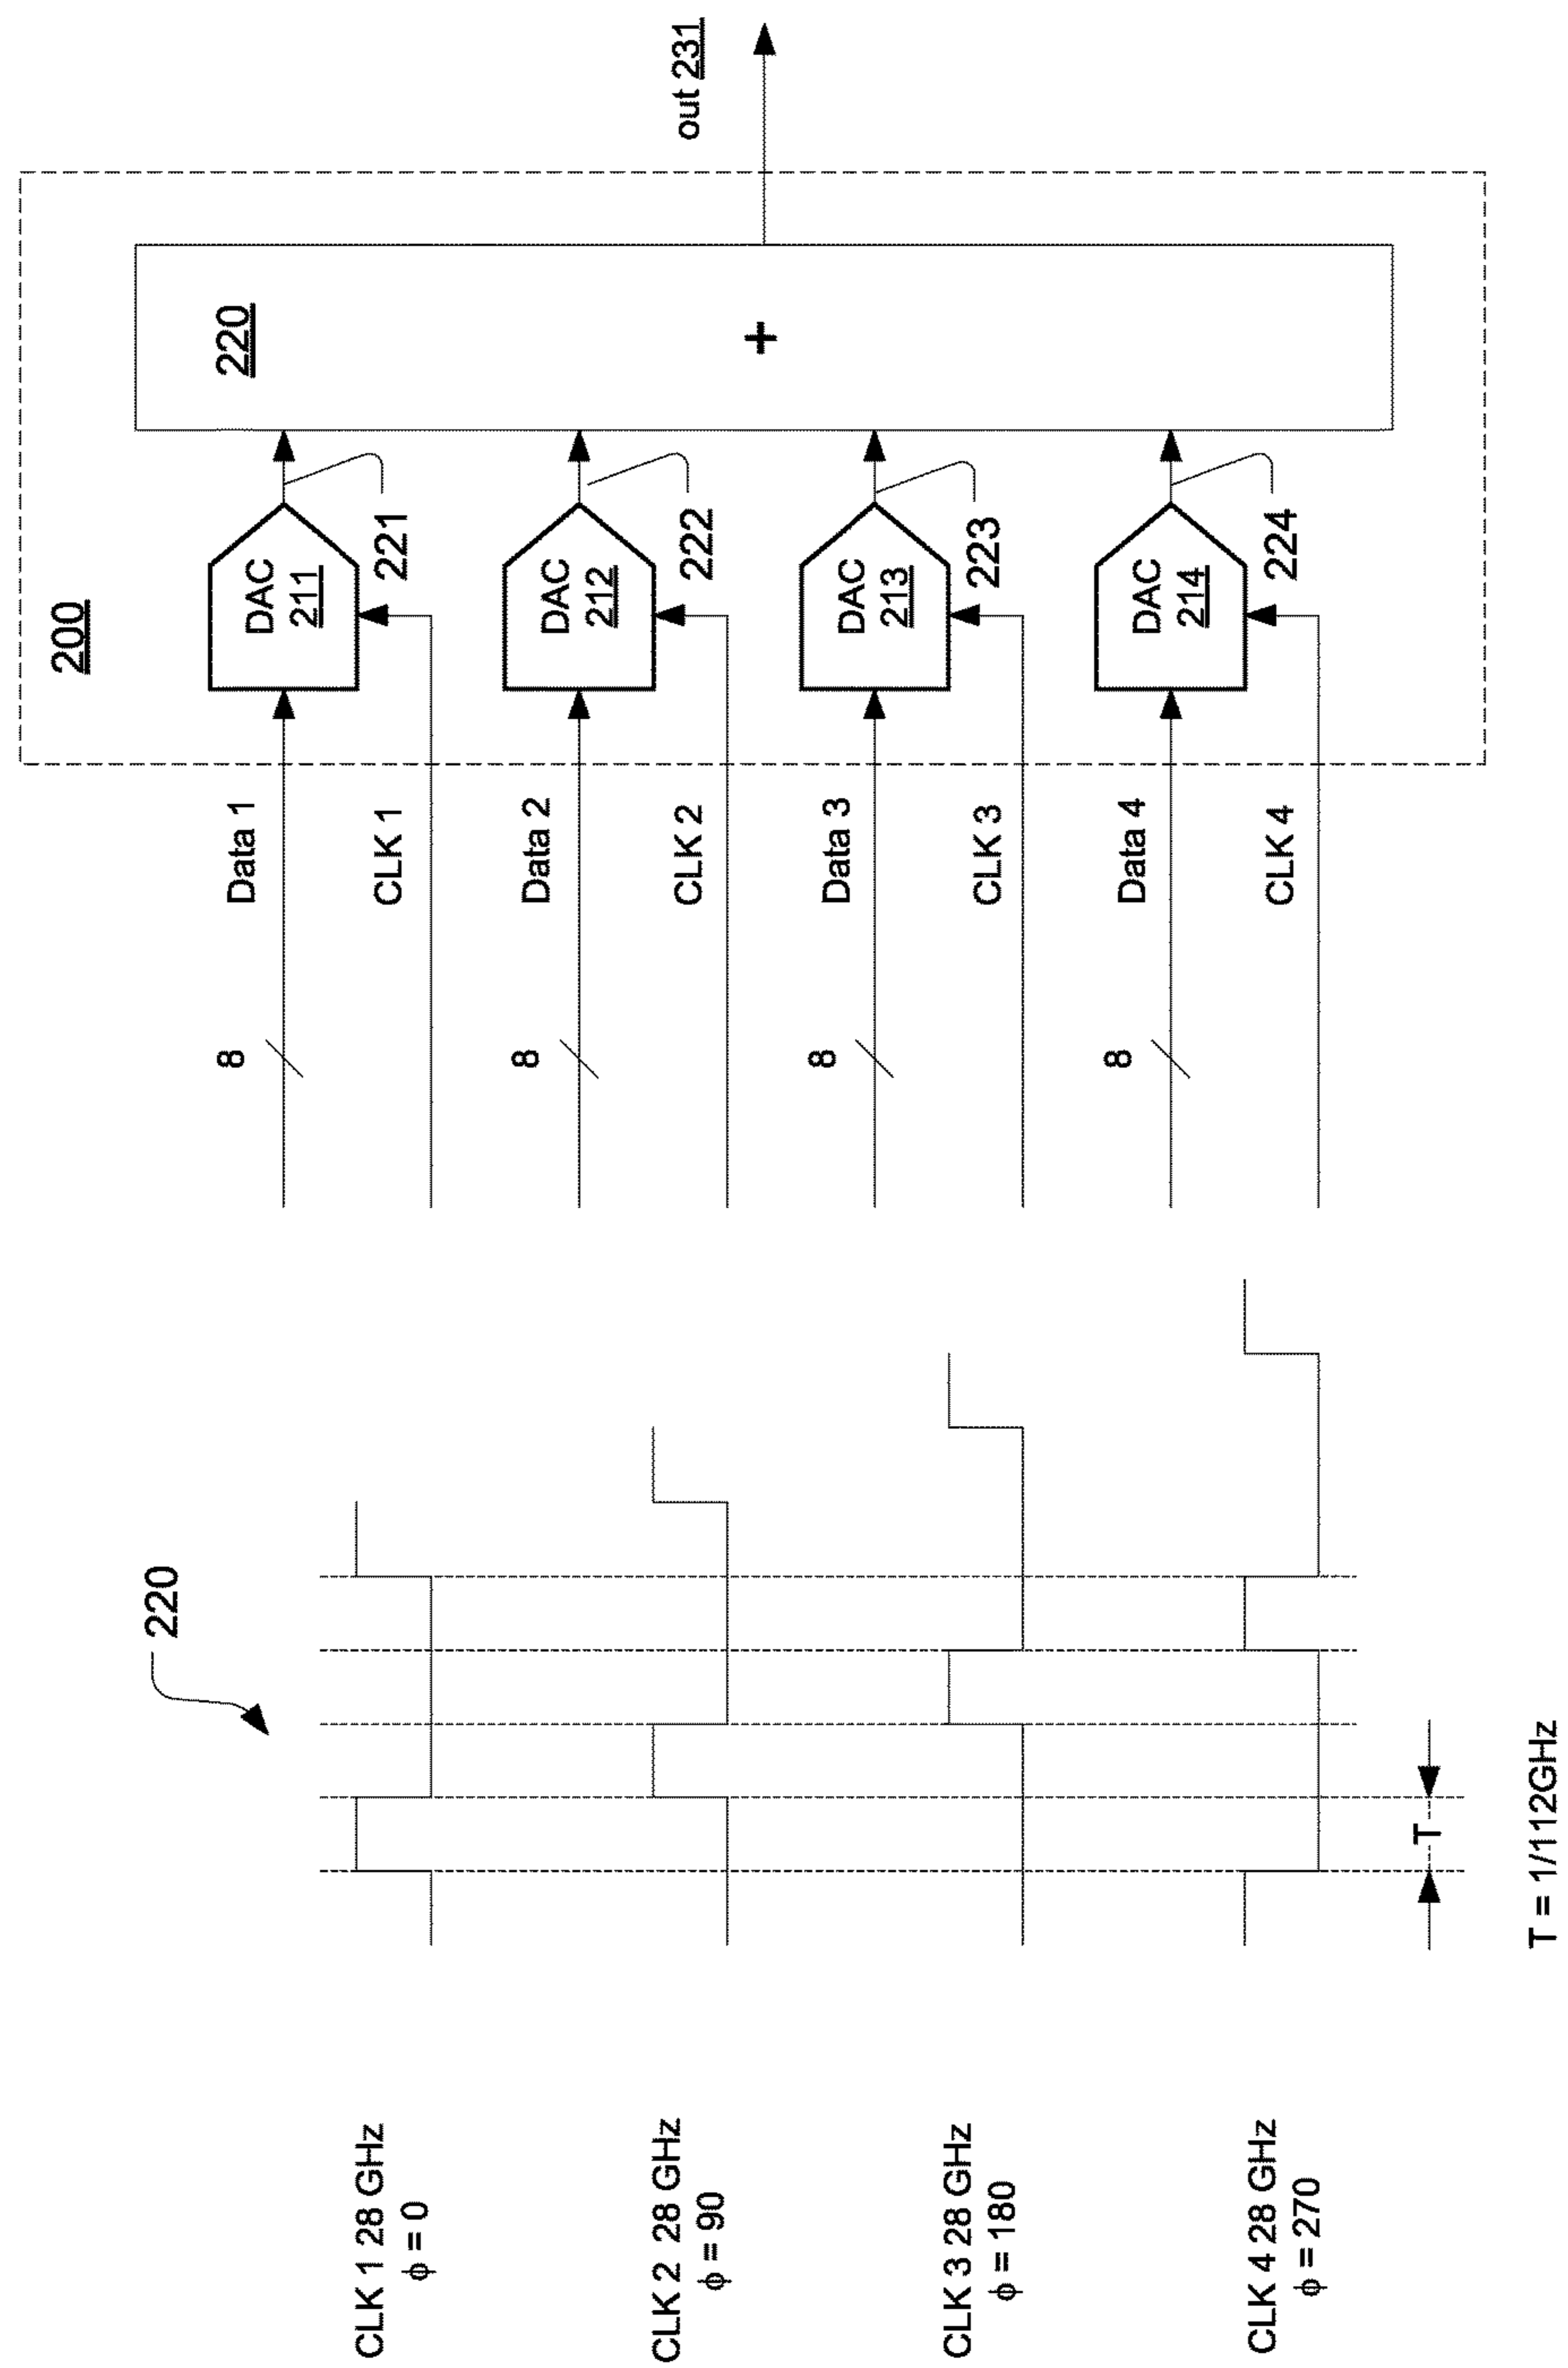 CLK 1 28 GHz
ϕ = 0
CLK 2 28 GHz
ϕ = 90
CLK 3 28 GHz
ϕ = 180
CLK 4 28 GHz
ϕ = 270
220
T
T = 1/112GHz
8
Data 1
CLK 1
8
Data 2
CLK 2
8
Data 3
CLK 3
8
Data 4
CLK 4
200
DAC
211
221
DAC
212
222
DAC
213
223
DAC
214
224
220
+
out 231